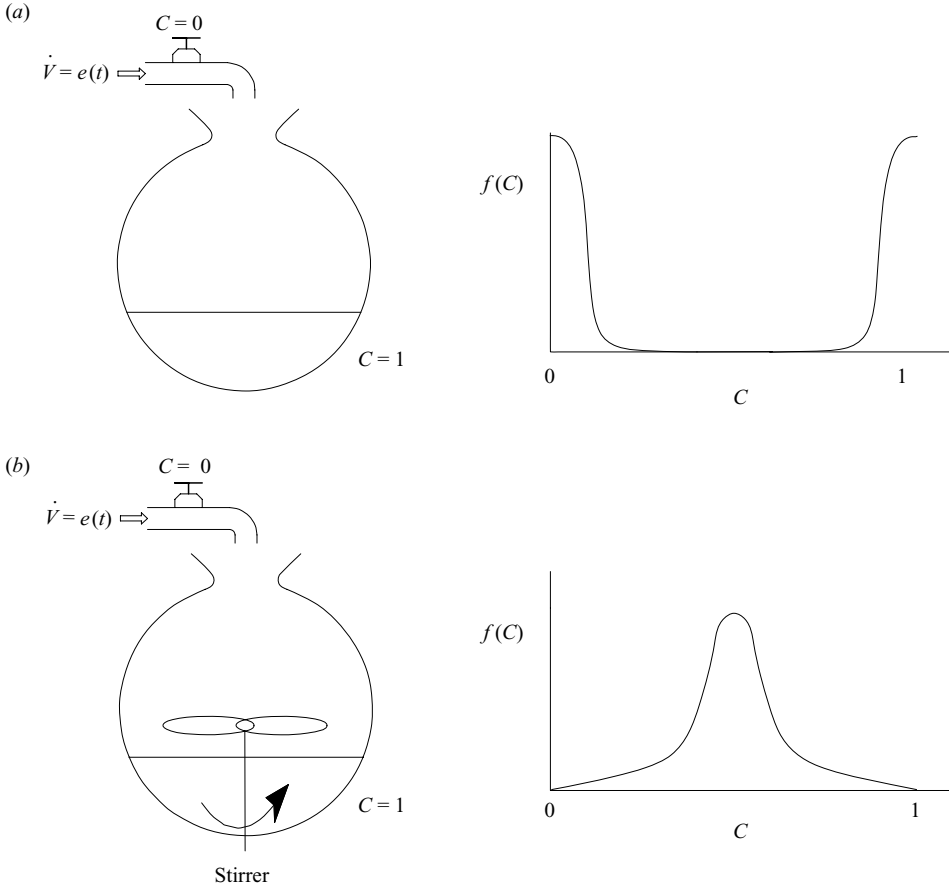 (a)
C = 0
V̇ = e(t)
C = 1
f(C)
0
1
C
(b)
C = 0
V̇ = e(t)
C = 1
Stirrer
f(C)
0
1
C